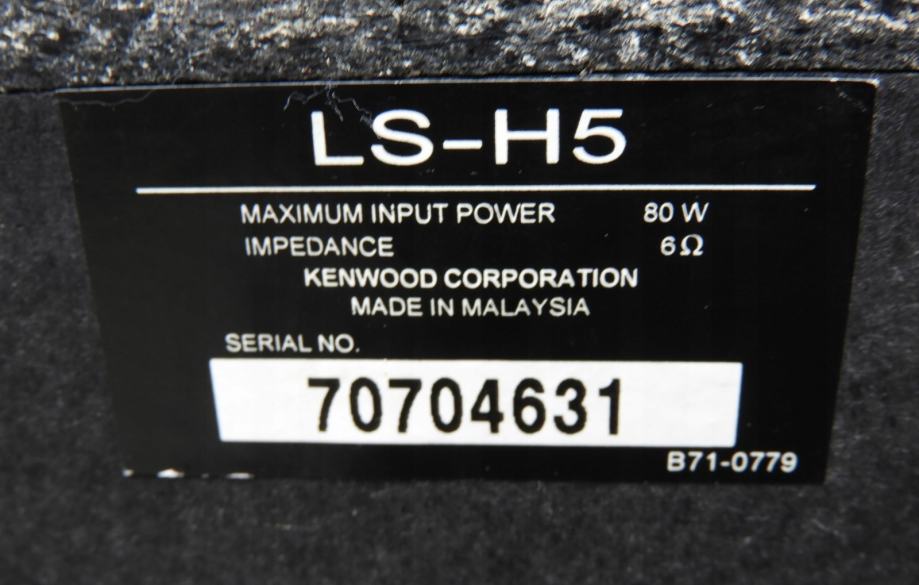 LS-H5
MAXIMUM INPUT POWER 80 W
IMPEDANCE 6Ω
KENWOOD CORPORATION
MADE IN MALAYSIA
SERIAL NO.
70704631
B71-0779